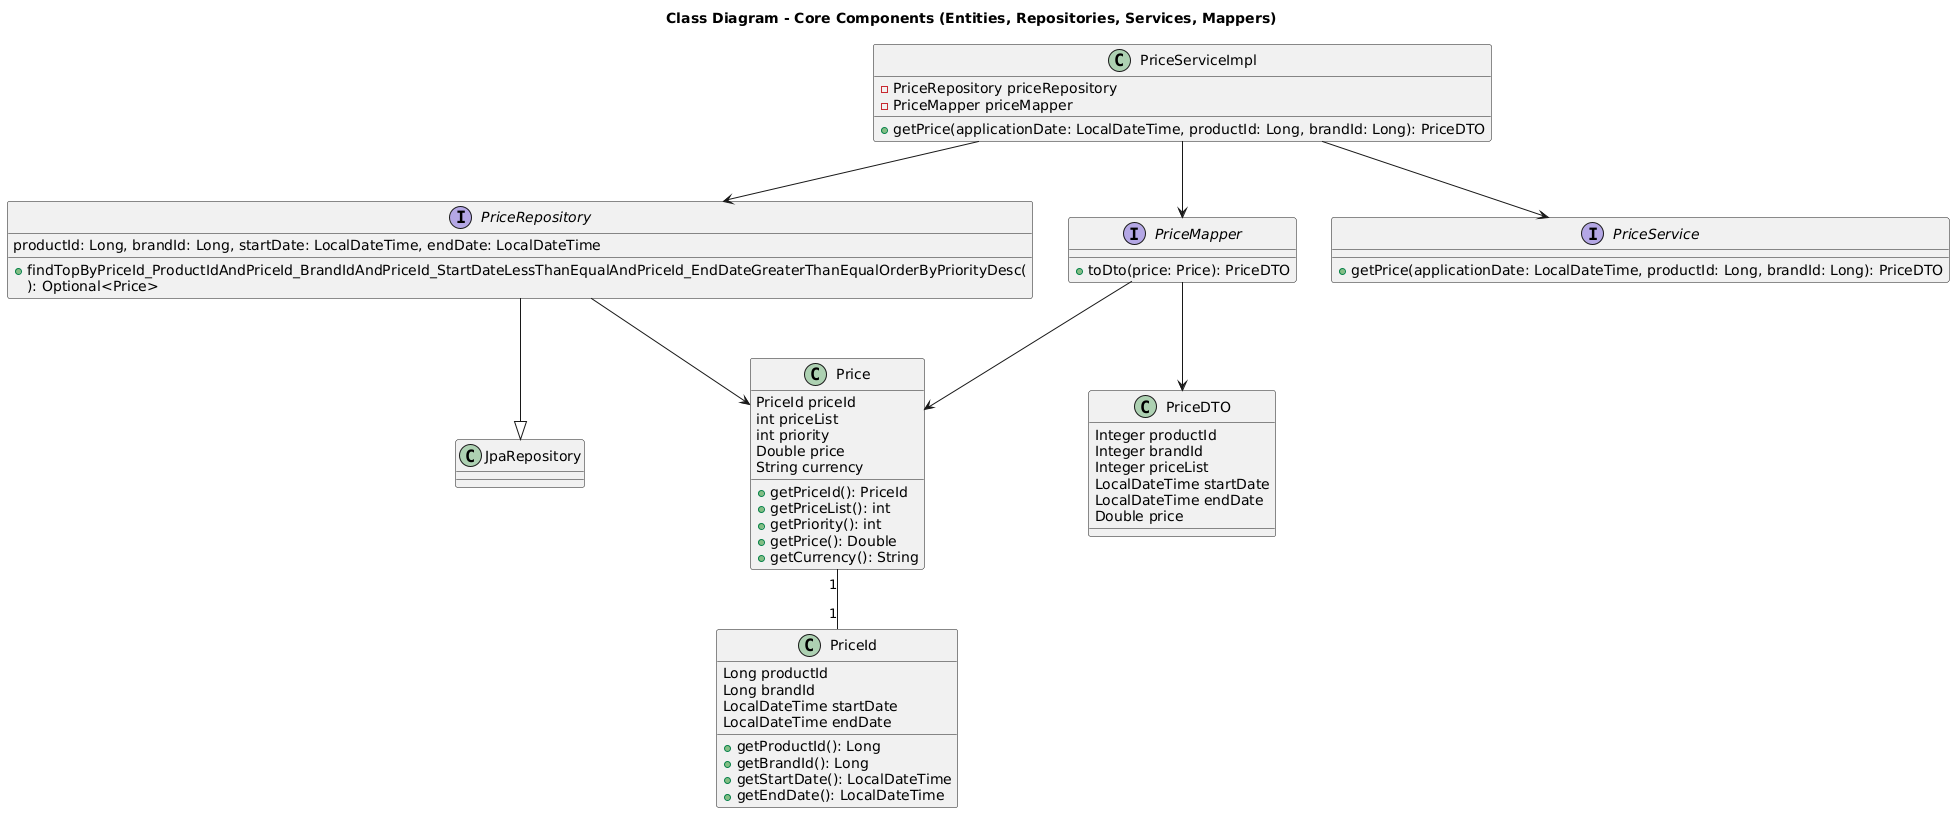 Class Diagram - Core Components (Entities, Repositories, Services, Mappers)
C PriceServiceImpl
PriceRepository priceRepository
PriceMapper priceMapper
getPrice(applicationDate: LocalDateTime, productId: Long, brandId: Long): PriceDTO
I PriceRepository
productId: Long, brandId: Long, startDate: LocalDateTime, endDate: LocalDateTime
findTopByPriceId_ProductIdAndPriceId_BrandIdAndPriceId_StartDateLessThanEqualAndPriceId_EndDateGreaterThanEqualOrderByPriorityDesc(
): Optional<Price>
I PriceMapper
toDto(price: Price): PriceDTO
I PriceService
getPrice(applicationDate: LocalDateTime, productId: Long, brandId: Long): PriceDTO
C JpaRepository
C Price
PriceId priceId
int priceList
int priority
Double price
String currency
getPriceId(): PriceId
getPriceList(): int
getPriority(): int
getPrice(): Double
getCurrency(): String
C PriceDTO
Integer productId
Integer brandId
Integer priceList
LocalDateTime startDate
LocalDateTime endDate
Double price
1
1
C PriceId
Long productId
Long brandId
LocalDateTime startDate
LocalDateTime endDate
getProductId(): Long
getBrandId(): Long
getStartDate(): LocalDateTime
getEndDate(): LocalDateTime